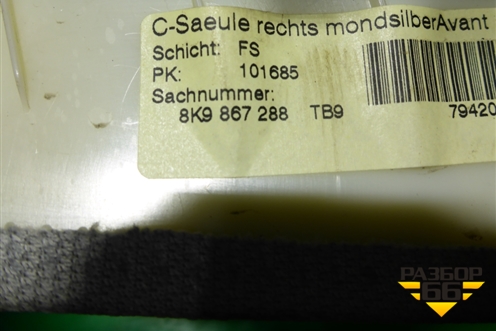 C-Saeule rechts mondsilberAvant
Schicht: FS
PK: 101685
Sachnummer:
8K9 867 288 TB9 79420
РАЗБОР
66